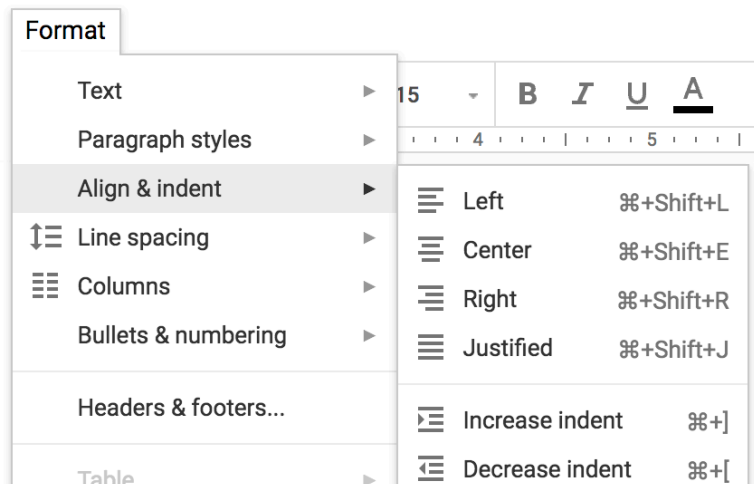 Format
Text
Paragraph styles
Align & indent
Line spacing
Columns
Bullets & numbering
Headers & footers...
Table
15
B I U A
4 5
Left ⌘+Shift+L
Center ⌘+Shift+E
Right ⌘+Shift+R
Justified ⌘+Shift+J
Increase indent ⌘+]
Decrease indent ⌘+[